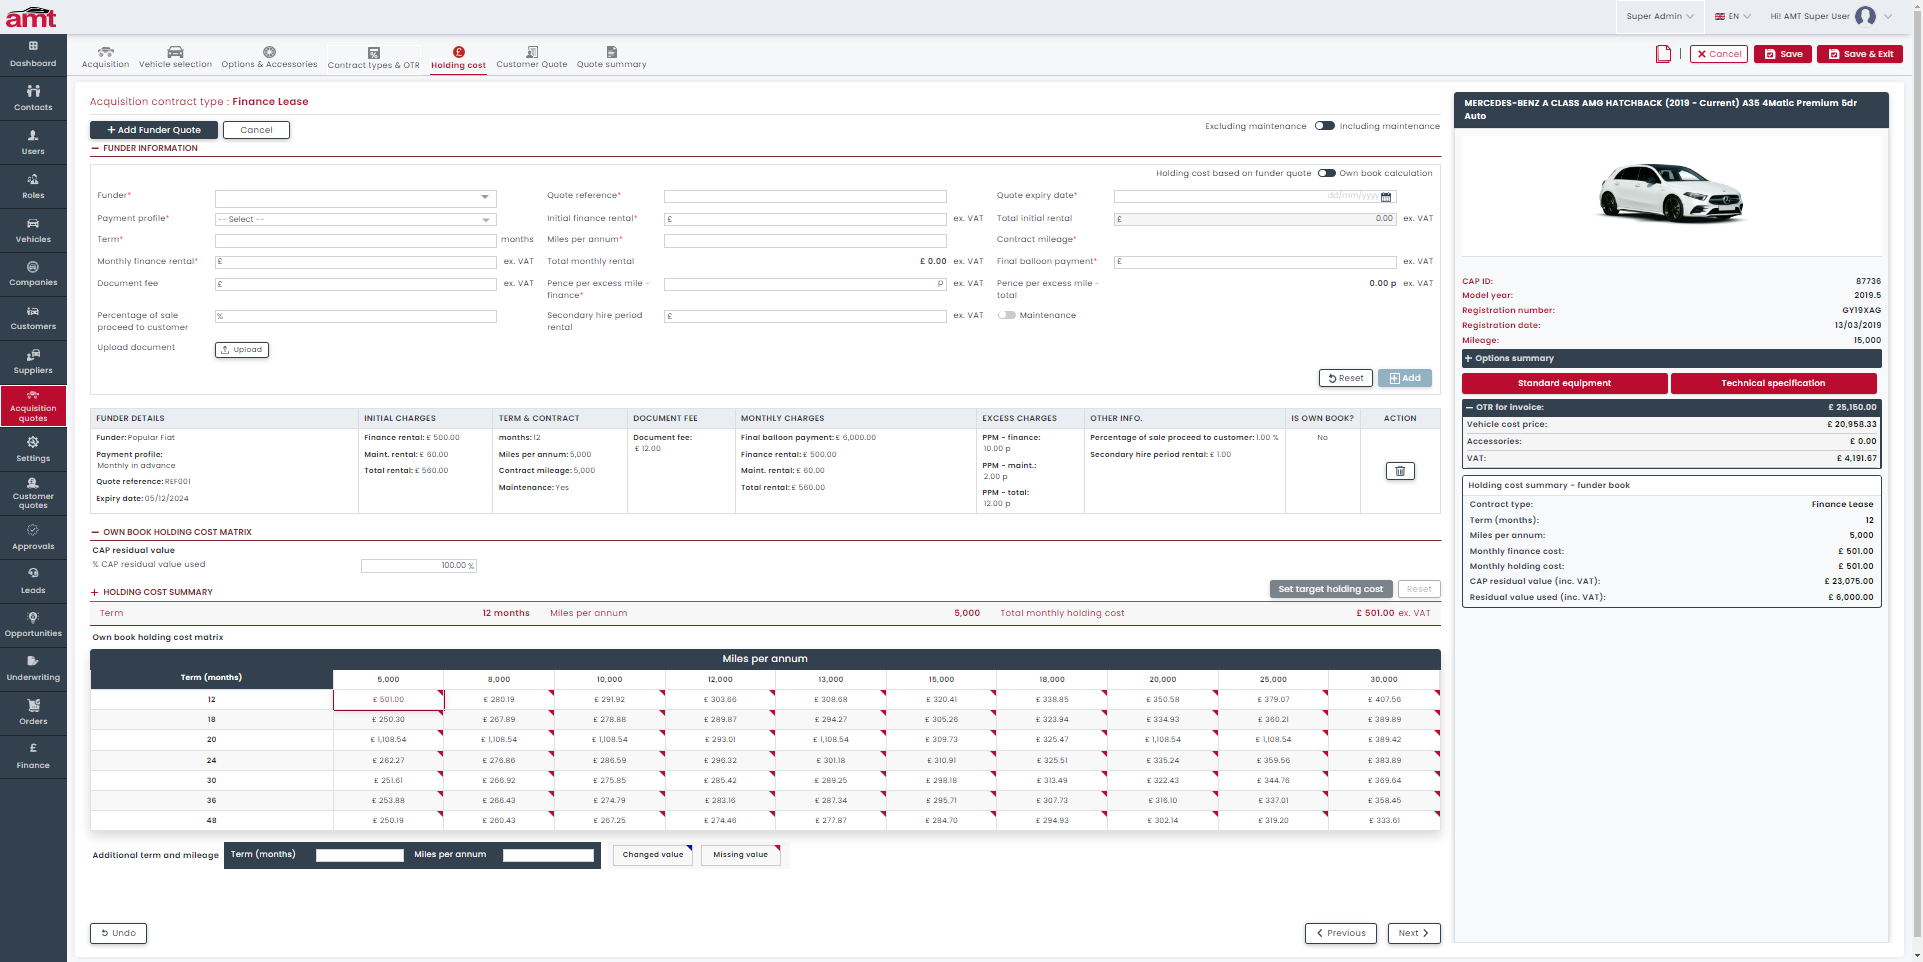 amt
Super Admin
EN
Hi! AMT Super User
Dashboard
Contacts
Users
Roles
Vehicles
Companies
Customers
Suppliers
Acquisition
quotes
Settings
Customer
quotes
Approvals
Leads
Opportunities
Underwriting
Orders
Finance
Acquisition
Vehicle selection
Options & Accessories
Contract types & OTR
Holding cost
Customer Quote
Quote summary
Cancel
Save
Save & Exit
Acquisition contract type : Finance Lease
+ Add Funder Quote
Cancel
Excluding maintenance
Including maintenance
FUNDER INFORMATION
Holding cost based on funder quote
Own book calculation
Funder*
Quote reference*
Quote expiry date* dd/mm/yyyy
Payment profile* -- Select --
Initial finance rental* £ ex. VAT
Total initial rental £ 0.00 ex. VAT
Term* months
Miles per annum*
Contract mileage*
Monthly finance rental* £ ex. VAT
Total monthly rental £ 0.00 ex. VAT
Final balloon payment* £ ex. VAT
Document fee £ ex. VAT
Pence per excess mile -
finance* p ex. VAT
Pence per excess mile -
total 0.00 p ex. VAT
Percentage of sale
proceed to customer %
Secondary hire period
rental £ ex. VAT
Maintenance
Upload document Upload
Reset
Add
FUNDER DETAILS INITIAL CHARGES TERM & CONTRACT DOCUMENT FEE MONTHLY CHARGES EXCESS CHARGES OTHER INFO. IS OWN BOOK? ACTION
Funder: Popular Fiat
Payment profile:
Monthly in advance
Quote reference: REF001
Expiry date: 05/12/2024
Finance rental: £ 500.00
Maint. rental: £ 60.00
Total rental: £ 560.00
months: 12
Miles per annum: 5,000
Contract mileage: 5,000
Maintenance: Yes
Document fee:
£ 12.00
Final balloon payment: £ 6,000.00
Finance rental: £ 500.00
Maint. rental: £ 60.00
Total rental: £ 560.00
PPM - finance:
10.00 p
PPM - maint.:
2.00 p
PPM - total:
12.00 p
Percentage of sale proceed to customer: 1.00 %
Secondary hire period rental: £ 1.00
No
OWN BOOK HOLDING COST MATRIX
CAP residual value
% CAP residual value used 100.00 %
HOLDING COST SUMMARY
Set target holding cost
Reset
Term 12 months Miles per annum 5,000 Total monthly holding cost £ 501.00 ex. VAT
Own book holding cost matrix
Miles per annum
Term (months) 5,000 8,000 10,000 12,000 13,000 15,000 18,000 20,000 25,000 30,000
12 £ 501.00 £ 280.19 £ 291.92 £ 303.66 £ 308.68 £ 320.41 £ 338.85 £ 350.58 £ 379.07 £ 407.56
18 £ 250.30 £ 267.89 £ 278.88 £ 289.87 £ 294.27 £ 305.26 £ 323.94 £ 334.93 £ 360.21 £ 389.89
20 £ 1,108.54 £ 1,108.54 £ 1,108.54 £ 293.01 £ 1,108.54 £ 309.73 £ 325.47 £ 1,108.54 £ 1,108.54 £ 389.42
24 £ 262.27 £ 276.86 £ 286.59 £ 296.32 £ 301.18 £ 310.91 £ 325.51 £ 335.24 £ 359.56 £ 383.89
30 £ 251.61 £ 266.92 £ 275.85 £ 285.42 £ 289.25 £ 298.18 £ 313.49 £ 322.43 £ 344.76 £ 369.64
36 £ 253.88 £ 266.43 £ 274.79 £ 283.16 £ 287.34 £ 295.71 £ 307.73 £ 316.10 £ 337.01 £ 358.45
48 £ 250.19 £ 260.43 £ 267.25 £ 274.46 £ 277.87 £ 284.70 £ 294.93 £ 302.14 £ 319.20 £ 333.61
Additional term and mileage Term (months) Miles per annum Changed value Missing value
Undo
Previous
Next
MERCEDES-BENZ A CLASS AMG HATCHBACK (2019 - Current) A35 4Matic Premium 5dr
Auto
CAP ID: 87736
Model year: 2019.5
Registration number: GY19XAG
Registration date: 13/03/2019
Mileage: 15,000
+ Options summary
Standard equipment
Technical specification
OTR for invoice: £ 25,150.00
Vehicle cost price: £ 20,958.33
Accessories: £ 0.00
VAT: £ 4,191.67
Holding cost summary - funder book
Contract type: Finance Lease
Term (months): 12
Miles per annum: 5,000
Monthly finance cost: £ 501.00
Monthly holding cost: £ 501.00
CAP residual value (inc. VAT): £ 23,075.00
Residual value used (inc. VAT): £ 6,000.00